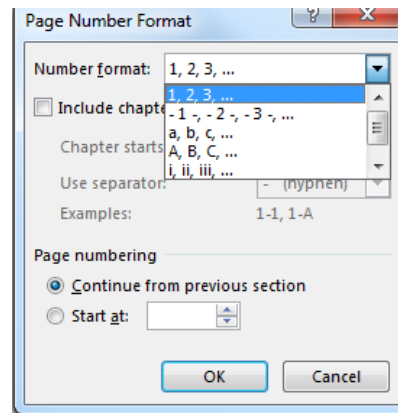 Page Number Format
Number format: 1, 2, 3, ...
1, 2, 3, ...
- 1 -, - 2 -, - 3 -, ...
Include chapte
a, b, c, ...
Chapter starts
A, B, C, ...
i, ii, iii, ...
Use separator: - (hyphen)
Examples: 1-1, 1-A
Page numbering
Continue from previous section
Start at:
OK Cancel